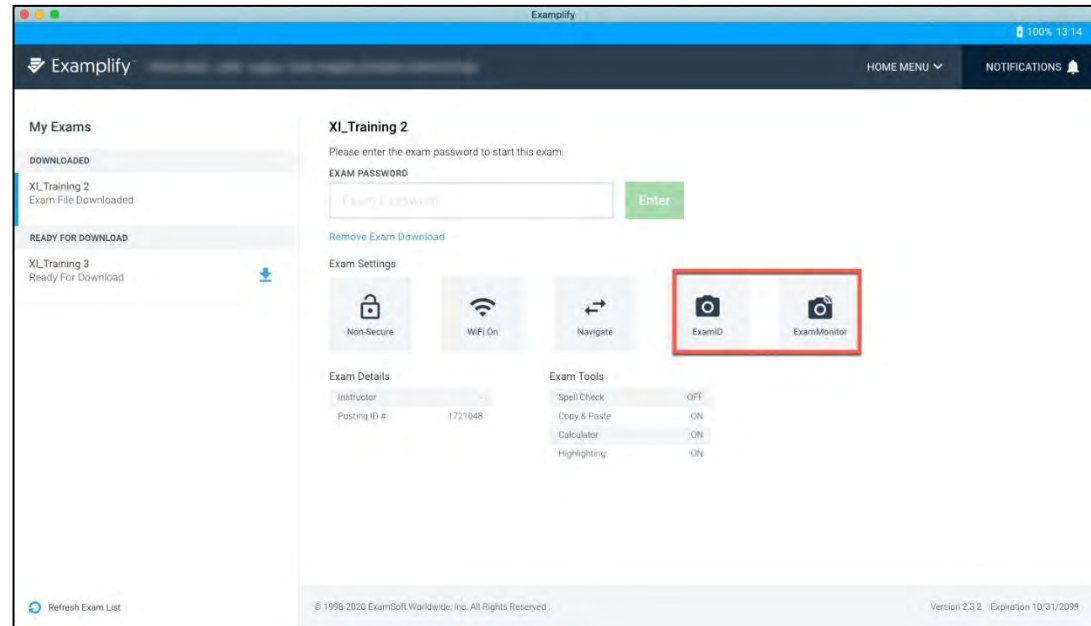 Examplify
100% 13:14
Examplify
HOME MENU
NOTIFICATIONS
My Exams
DOWNLOADED
XI_Training 2
Exam File Downloaded
READY FOR DOWNLOAD
XI_Training 3
Ready For Download
XI_Training 2
Please enter the exam password to start this exam.
EXAM PASSWORD
Exam Password
Enter
Remove Exam Download
Exam Settings
Non-Secure
WiFi On
Navigate
ExamID
ExamMonitor
Exam Details
Instructor --
Posting ID # 1721048
Exam Tools
Spell Check OFF
Copy & Paste ON
Calculator ON
Highlighting ON
Refresh Exam List
© 1998-2020 ExamSoft Worldwide, Inc. All Rights Reserved.
Version 2.3.2 Expiration 10/31/2099